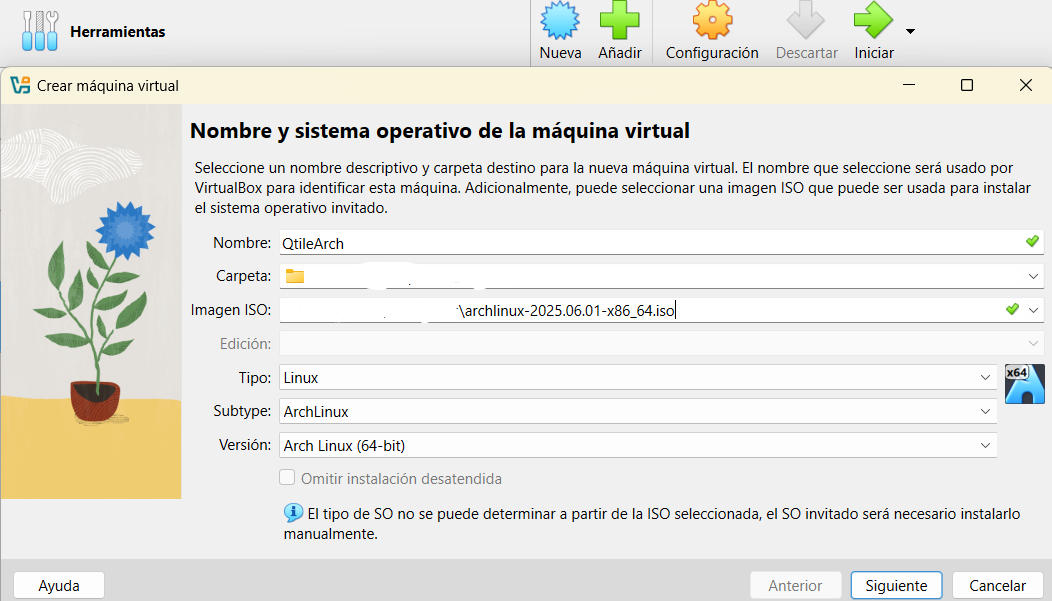 Herramientas
Nueva
Añadir
Configuración
Descartar
Iniciar
Crear máquina virtual
Nombre y sistema operativo de la máquina virtual
Seleccione un nombre descriptivo y carpeta destino para la nueva máquina virtual. El nombre que seleccione será usado por
VirtualBox para identificar esta máquina. Adicionalmente, puede seleccionar una imagen ISO que puede ser usada para instalar
el sistema operativo invitado.
Nombre: QtileArch
Carpeta:
Imagen ISO: \archlinux-2025.06.01-x86_64.iso
Edición:
Tipo: Linux
x64
Subtype: ArchLinux
Versión: Arch Linux (64-bit)
Omitir instalación desatendida
El tipo de SO no se puede determinar a partir de la ISO seleccionada, el SO invitado será necesario instalarlo
manualmente.
Ayuda
Anterior
Siguiente
Cancelar